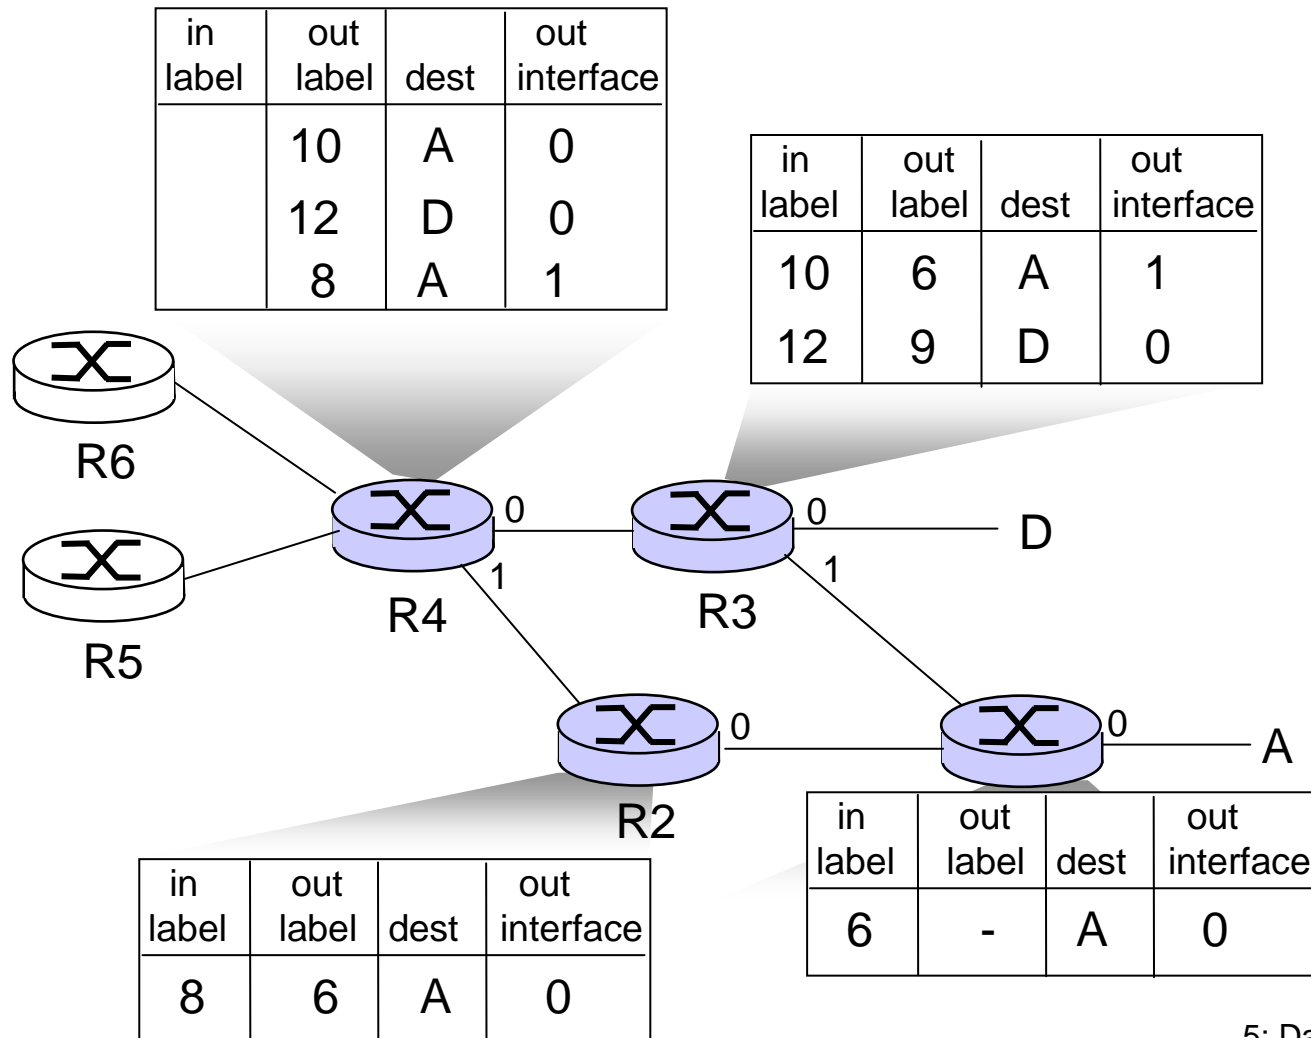 in out out
label label dest interface
10 A 0
12 D 0
8 A 1
in out out
label label dest interface
10 6 A 1
12 9 D 0
R6
0
0
D
1
1
R4
R3
R5
0
0
A
R2
in out out
label label dest interface
6 - A 0
in out out
label label dest interface
8 6 A 0
5: Da